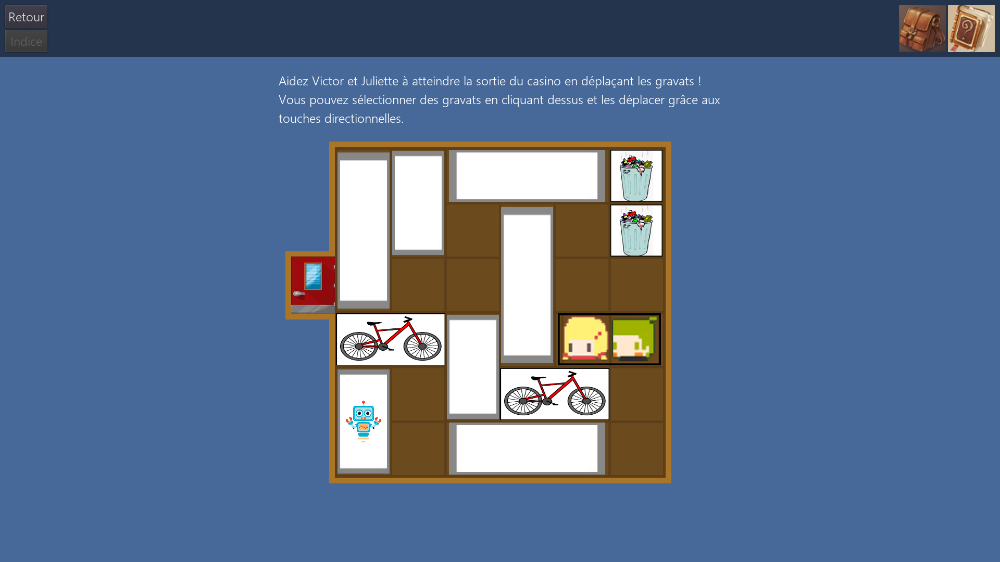 Retour
Indice
Aidez Victor et Juliette à atteindre la sortie du casino en déplaçant les gravats !
Vous pouvez sélectionner des gravats en cliquant dessus et les déplacer grâce aux
touches directionnelles.